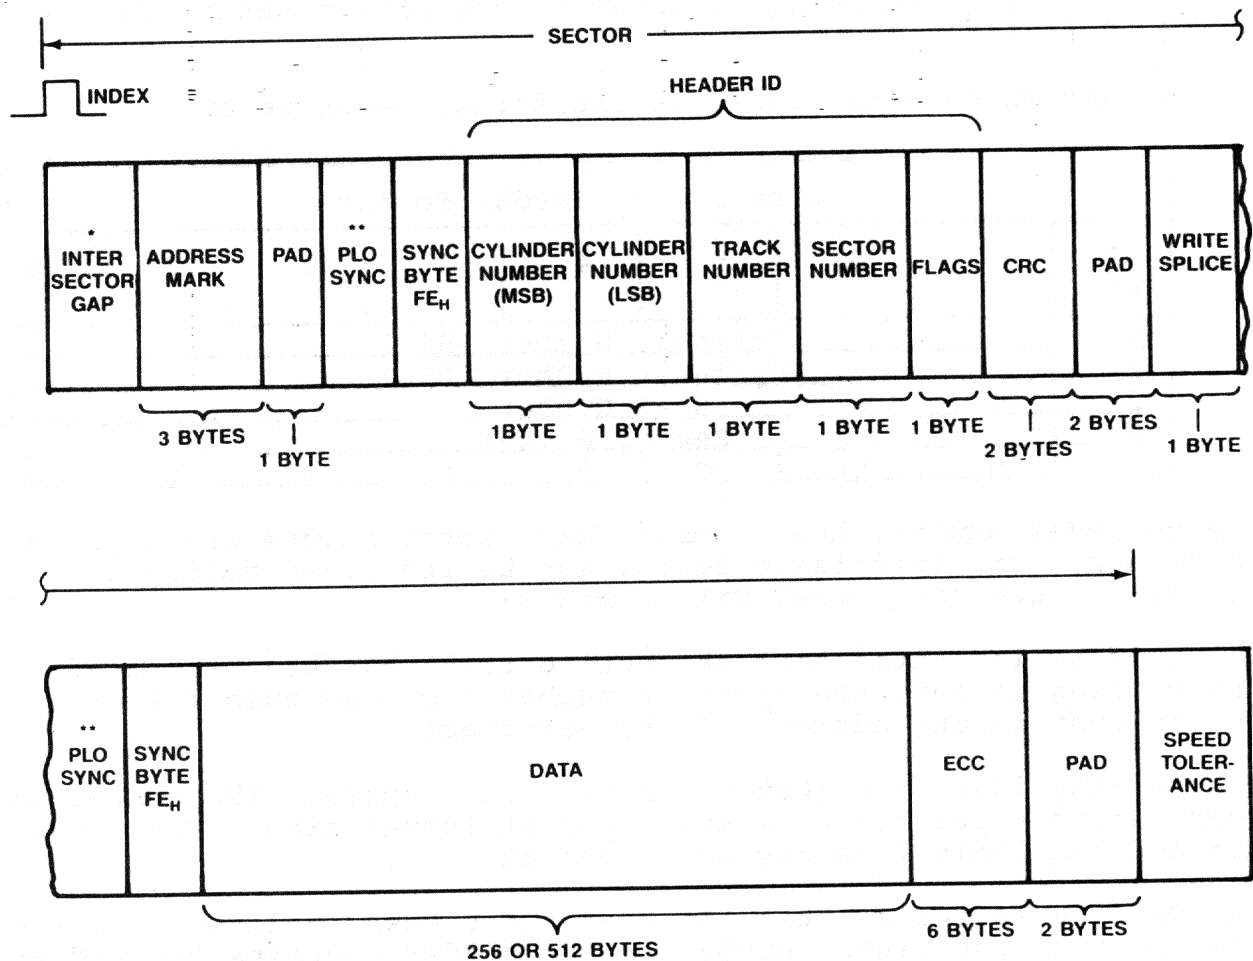 SECTOR
INDEX
HEADER ID
*
INTER
SECTOR
GAP
ADDRESS
MARK
PAD
**
PLO
SYNC
SYNC
BYTE
FEH
CYLINDER
NUMBER
(MSB)
CYLINDER
NUMBER
(LSB)
TRACK
NUMBER
SECTOR
NUMBER
FLAGS
CRC
PAD
WRITE
SPLICE
3 BYTES
1 BYTE
1BYTE
1 BYTE
1 BYTE
1 BYTE
1 BYTE
2 BYTES
2 BYTES
1 BYTE
**
PLO
SYNC
SYNC
BYTE
FEH
DATA
ECC
PAD
SPEED
TOLER-
ANCE
256 OR 512 BYTES
6 BYTES
2 BYTES